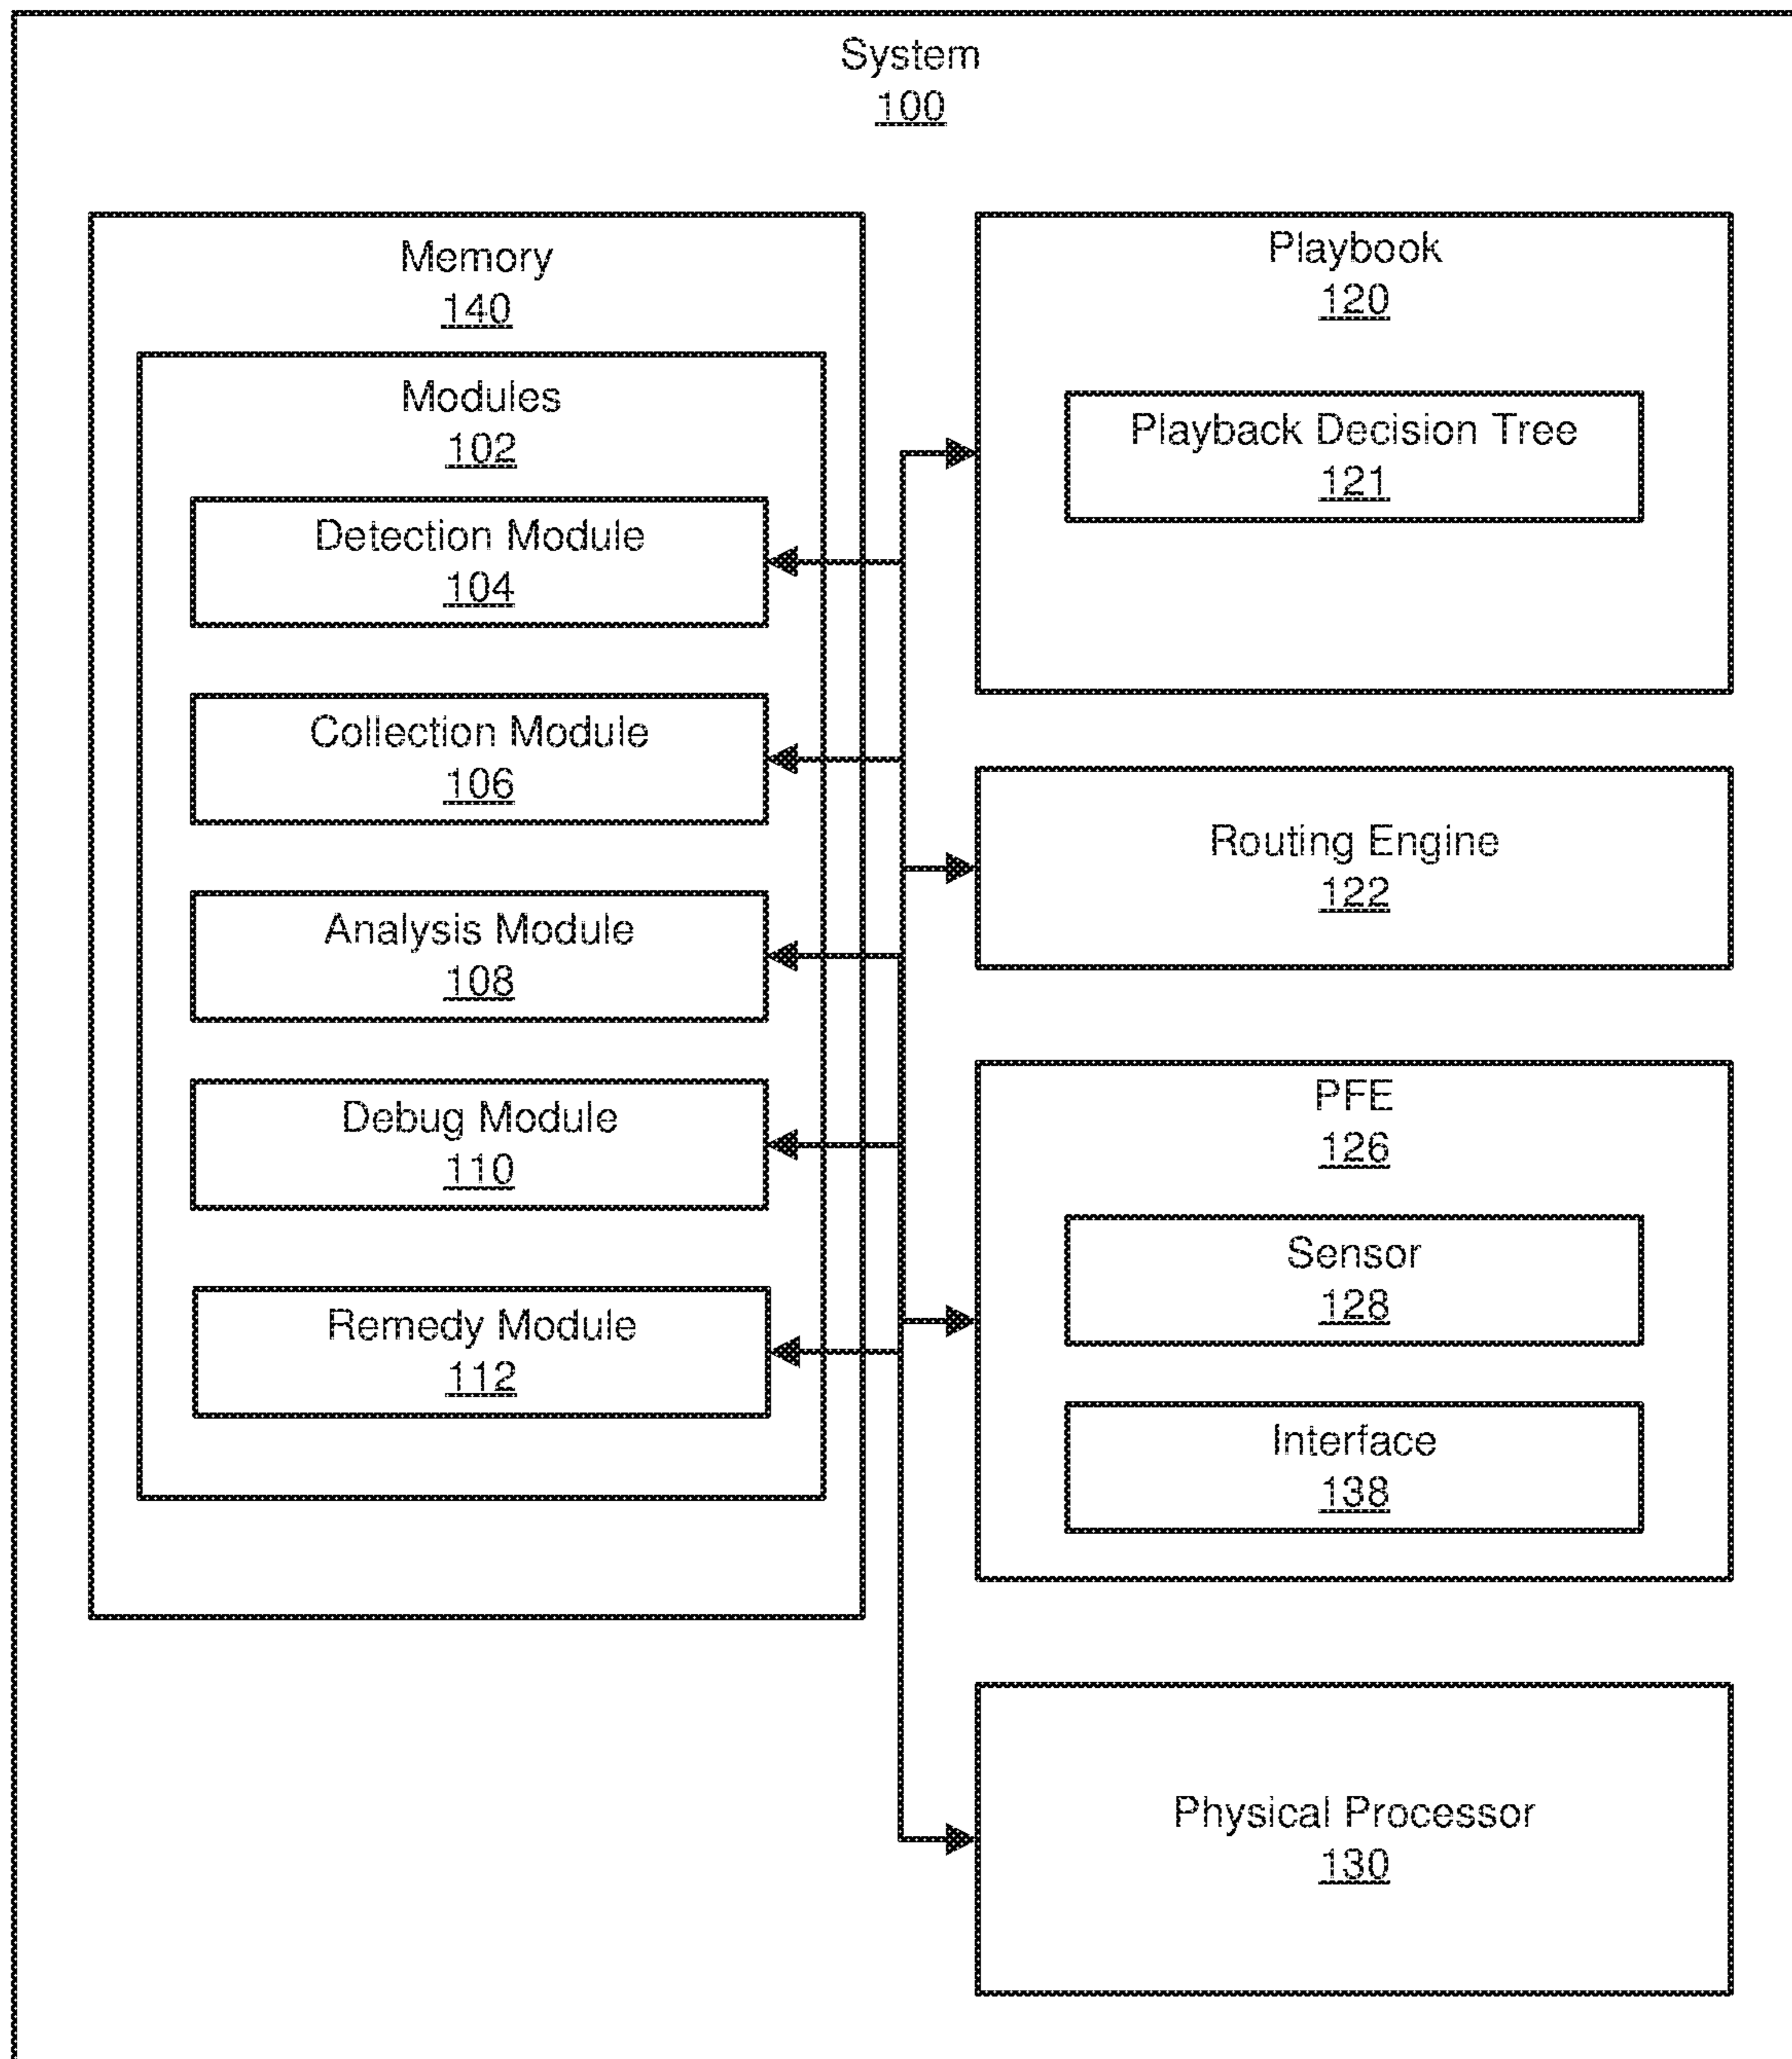 System
100
Memory
140
Modules
102
Detection Module
104
Collection Module
106
Analysis Module
108
Debug Module
110
Remedy Module
112
Playbook
120
Playback Decision Tree
121
Routing Engine
122
PFE
126
Sensor
128
Interface
138
Physical Processor
130